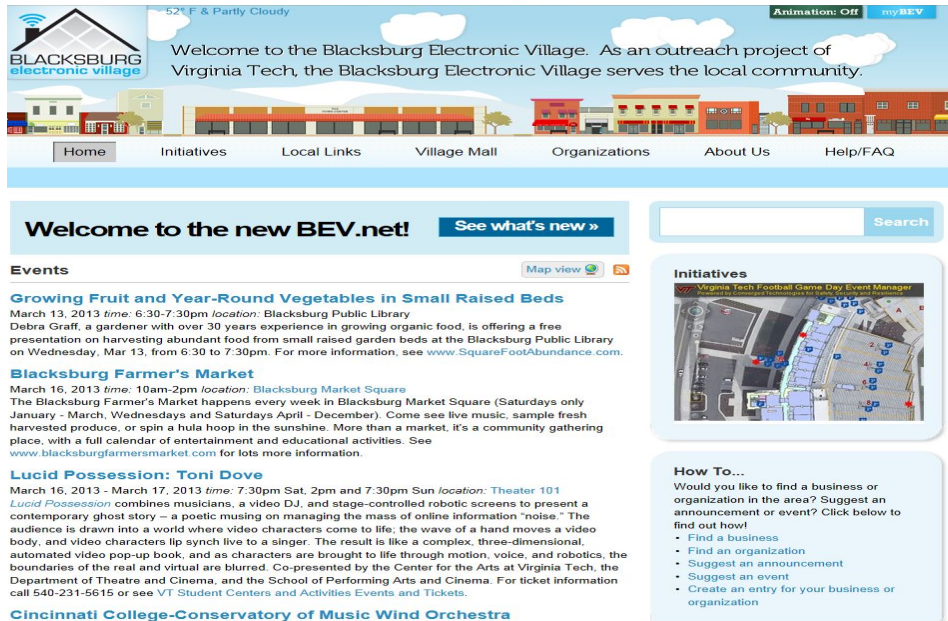 52° F & Partly Cloudy
Animation: Off
myBEV
BLACKSBURG
electronic village
Welcome to the Blacksburg Electronic Village. As an outreach project of
Virginia Tech, the Blacksburg Electronic Village serves the local community.
Home
Initiatives
Local Links
Village Mall
Organizations
About Us
Help/FAQ
Welcome to the new BEV.net!
See what's new »
Search
Events
Map view
Growing Fruit and Year-Round Vegetables in Small Raised Beds
March 13, 2013 time: 6:30-7:30pm location: Blacksburg Public Library
Debra Graff, a gardener with over 30 years experience in growing organic food, is offering a free
presentation on harvesting abundant food from small raised garden beds at the Blacksburg Public Library
on Wednesday, Mar 13, from 6:30 to 7:30pm. For more information, see www.SquareFootAbundance.com.
Blacksburg Farmer's Market
March 16, 2013 time: 10am-2pm location: Blacksburg Market Square
The Blacksburg Farmer's Market happens every week in Blacksburg Market Square (Saturdays only
January - March, Wednesdays and Saturdays April - December). Come see live music, sample fresh
harvested produce, or spin a hula hoop in the sunshine. More than a market, it's a community gathering
place, with a full calendar of entertainment and educational activities. See
www.blacksburgfarmersmarket.com for lots more information.
Lucid Possession: Toni Dove
March 16, 2013 - March 17, 2013 time: 7:30pm Sat, 2pm and 7:30pm Sun location: Theater 101
Lucid Possession combines musicians, a video DJ, and stage-controlled robotic screens to present a
contemporary ghost story – a poetic musing on managing the mass of online information "noise." The
audience is drawn into a world where video characters come to life; the wave of a hand moves a video
body, and video characters lip synch live to a singer. The result is like a complex, three-dimensional,
automated video pop-up book, and as characters are brought to life through motion, voice, and robotics, the
boundaries of the real and virtual are blurred. Co-presented by the Center for the Arts at Virginia Tech, the
Department of Theatre and Cinema, and the School of Performing Arts and Cinema. For ticket information
call 540-231-5615 or see VT Student Centers and Activities Events and Tickets.
Cincinnati College-Conservatory of Music Wind Orchestra
Initiatives
Virginia Tech Football Game Day Event Manager
Powered by Converged Technologies for Safety, Security and Resilience
How To...
Would you like to find a business or
organization in the area? Suggest an
announcement or event? Click below to
find out how!
• Find a business
• Find an organization
• Suggest an announcement
• Suggest an event
• Create an entry for your business or
organization